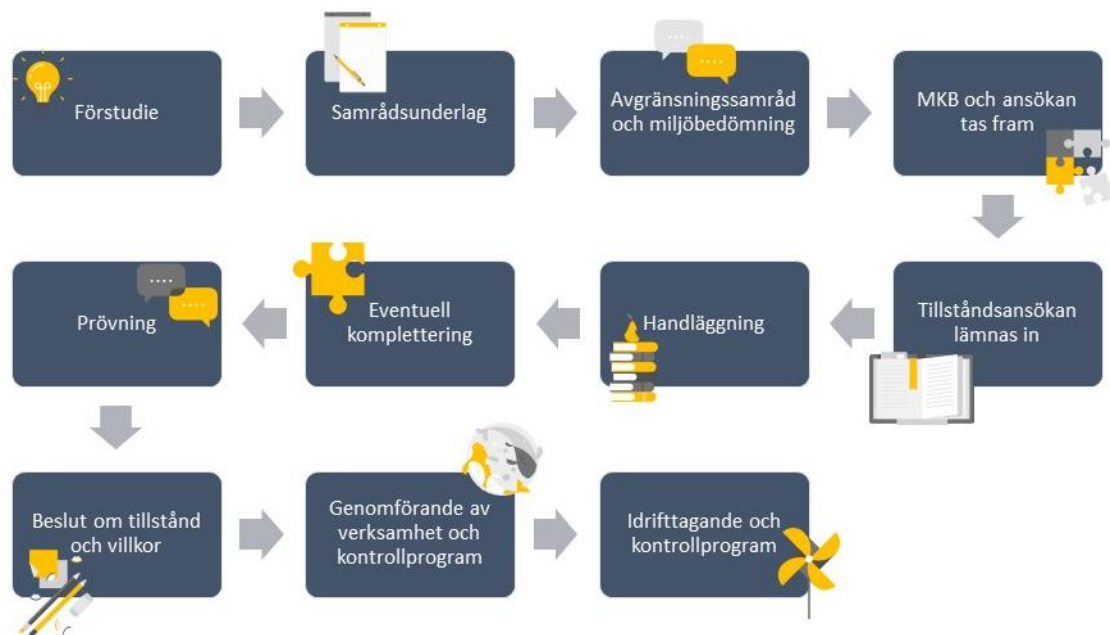 Förstudie
Samrådsunderlag
Avgränsningssamråd
och miljöbedömning
MKB och ansökan
tas fram
Tillståndsansökan
lämnas in
Handläggning
Eventuell
komplettering
Prövning
Beslut om tillstånd
och villkor
Genomförande av
verksamhet och
kontrollprogram
Idrifttagande och
kontrollprogram